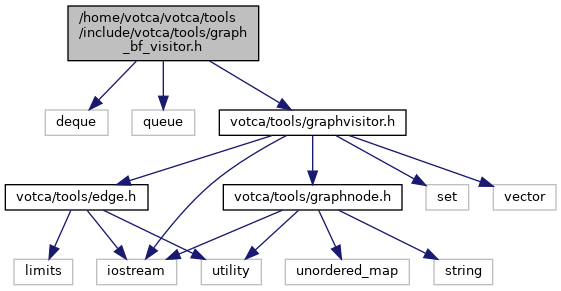 /home/votca/votca/tools
/include/votca/tools/graph
_bf_visitor.h
deque
queue
votca/tools/graphvisitor.h
votca/tools/edge.h
votca/tools/graphnode.h
set
vector
limits
iostream
utility
unordered_map
string